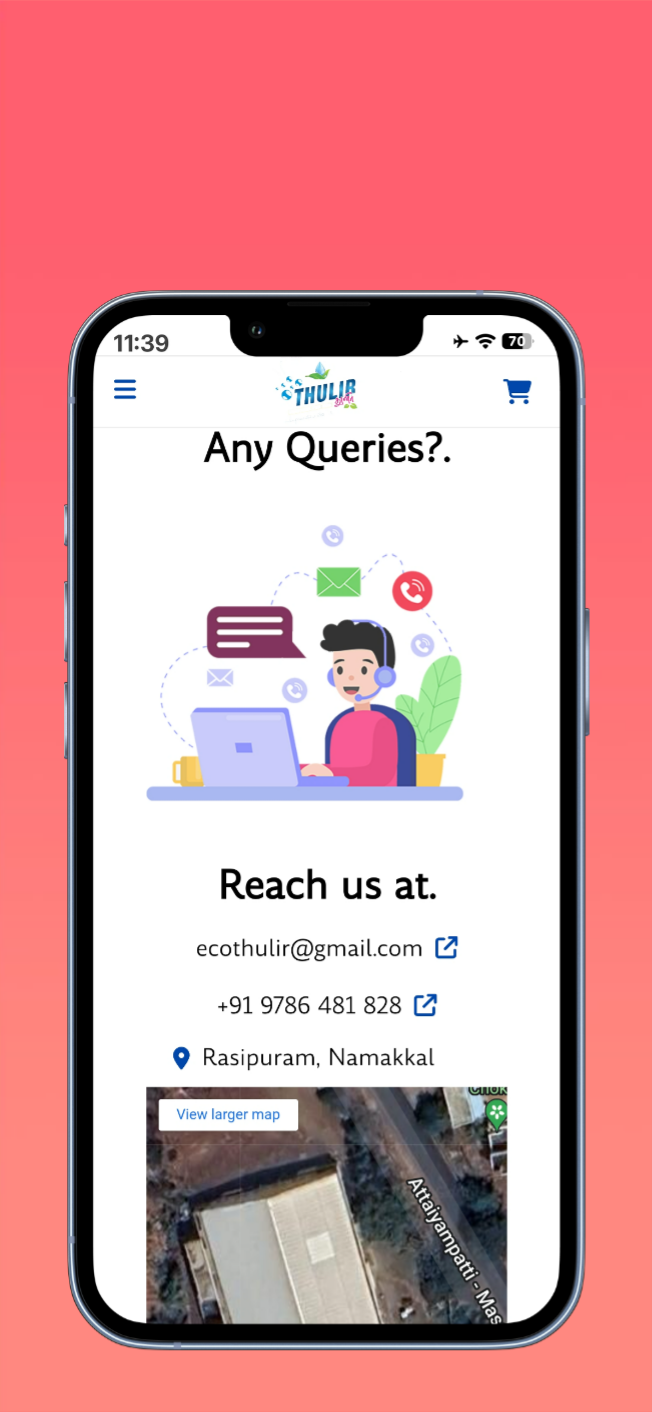 11:39
70
THULIR
Any Queries?.
Reach us at.
ecothulir@gmail.com
+91 9786 481 828
Rasipuram, Namakkal
View larger map
Chok
Attaiyampatti - Mas